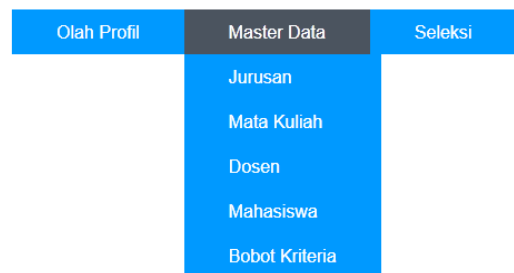 Olah Profil Master Data Seleksi
Jurusan
Mata Kuliah
Dosen
Mahasiswa
Bobot Kriteria